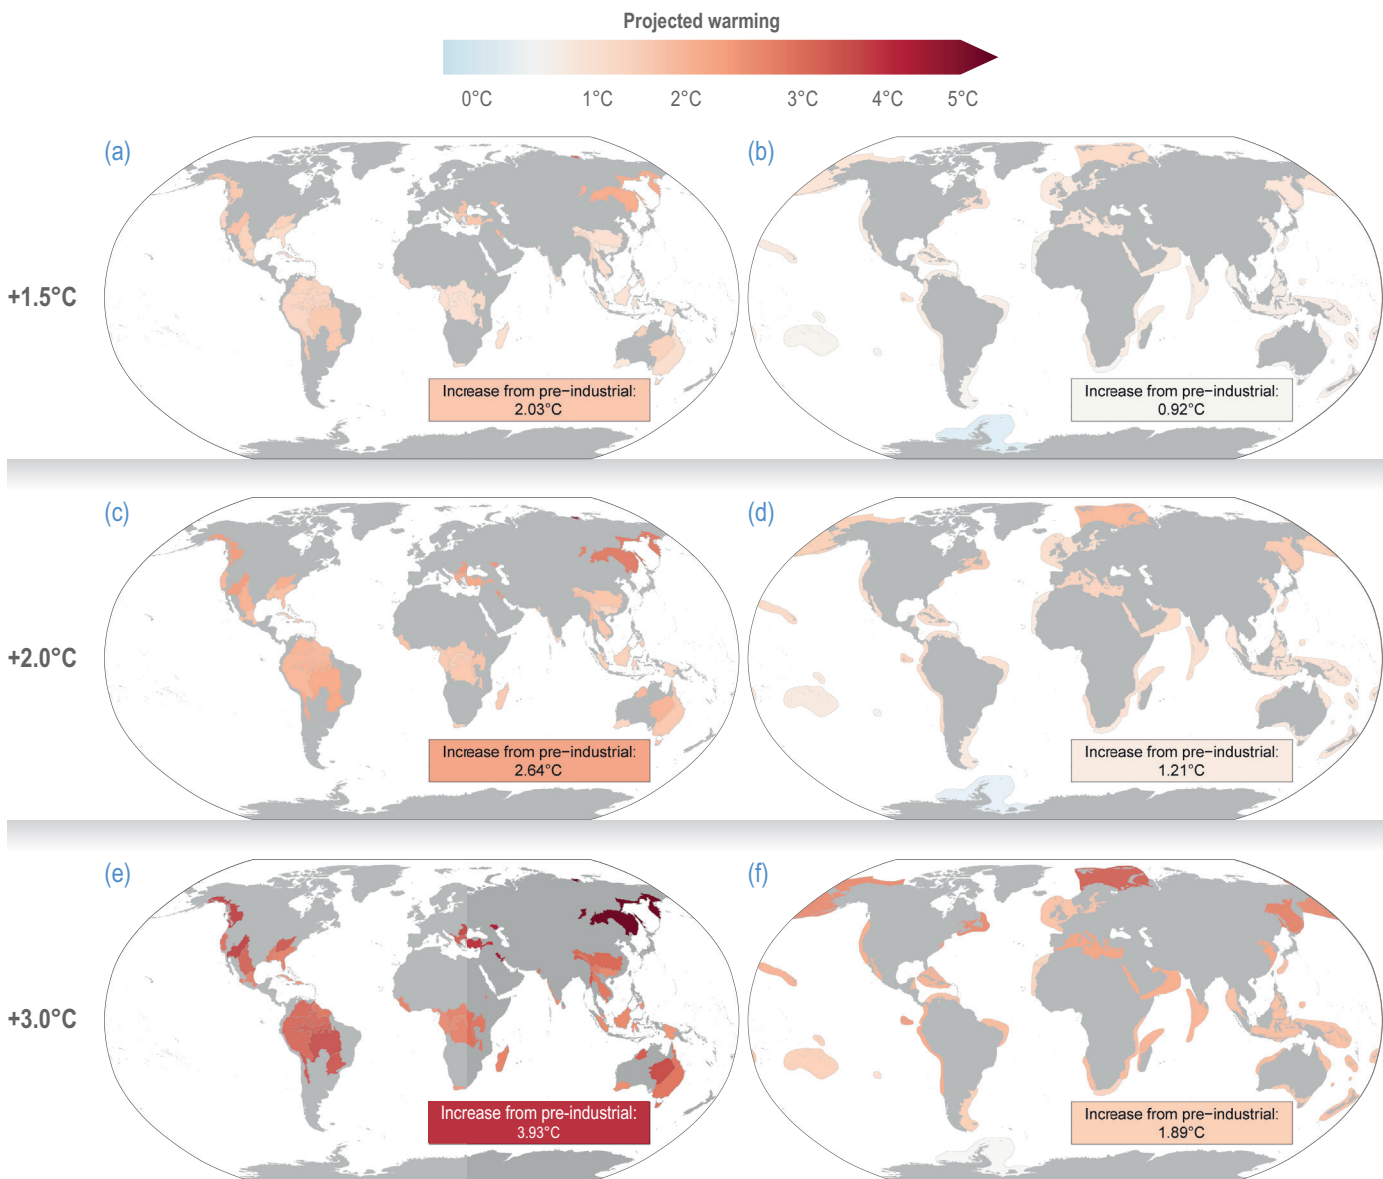 Projected warming
0°C 1°C 2°C 3°C 4°C 5°C
(a) (b)
+1.5°C
Increase from pre−industrial:
2.03°C
Increase from pre−industrial:
0.92°C
(c) (d)
+2.0°C
Increase from pre−industrial:
2.64°C
Increase from pre−industrial:
1.21°C
(e) (f)
+3.0°C
Increase from pre-industrial:
3.93°C
Increase from pre−industrial:
1.89°C